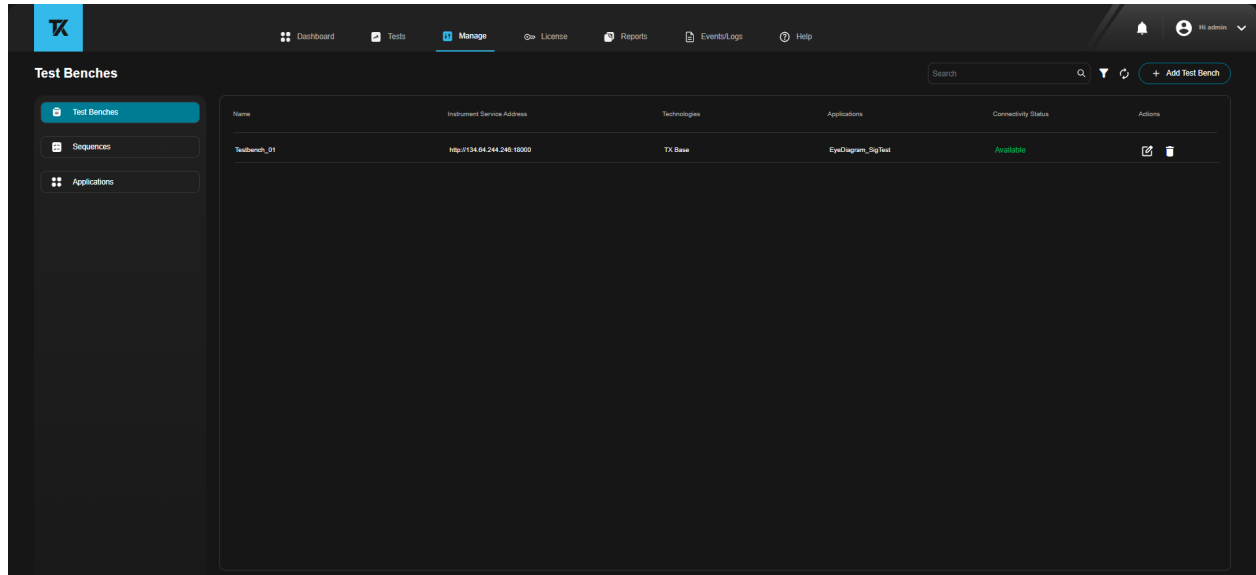 TK
Dashboard Tests Manage License Reports Events/Logs Help Hi admin
Test Benches
Search
+ Add Test Bench
Test Benches
Sequences
Applications
Name Instrument Service Address Technologies Applications Connectivity Status Actions
Testbench_01 http://134.64.244.246:18000 TX Base EyeDiagram_SigTest Available